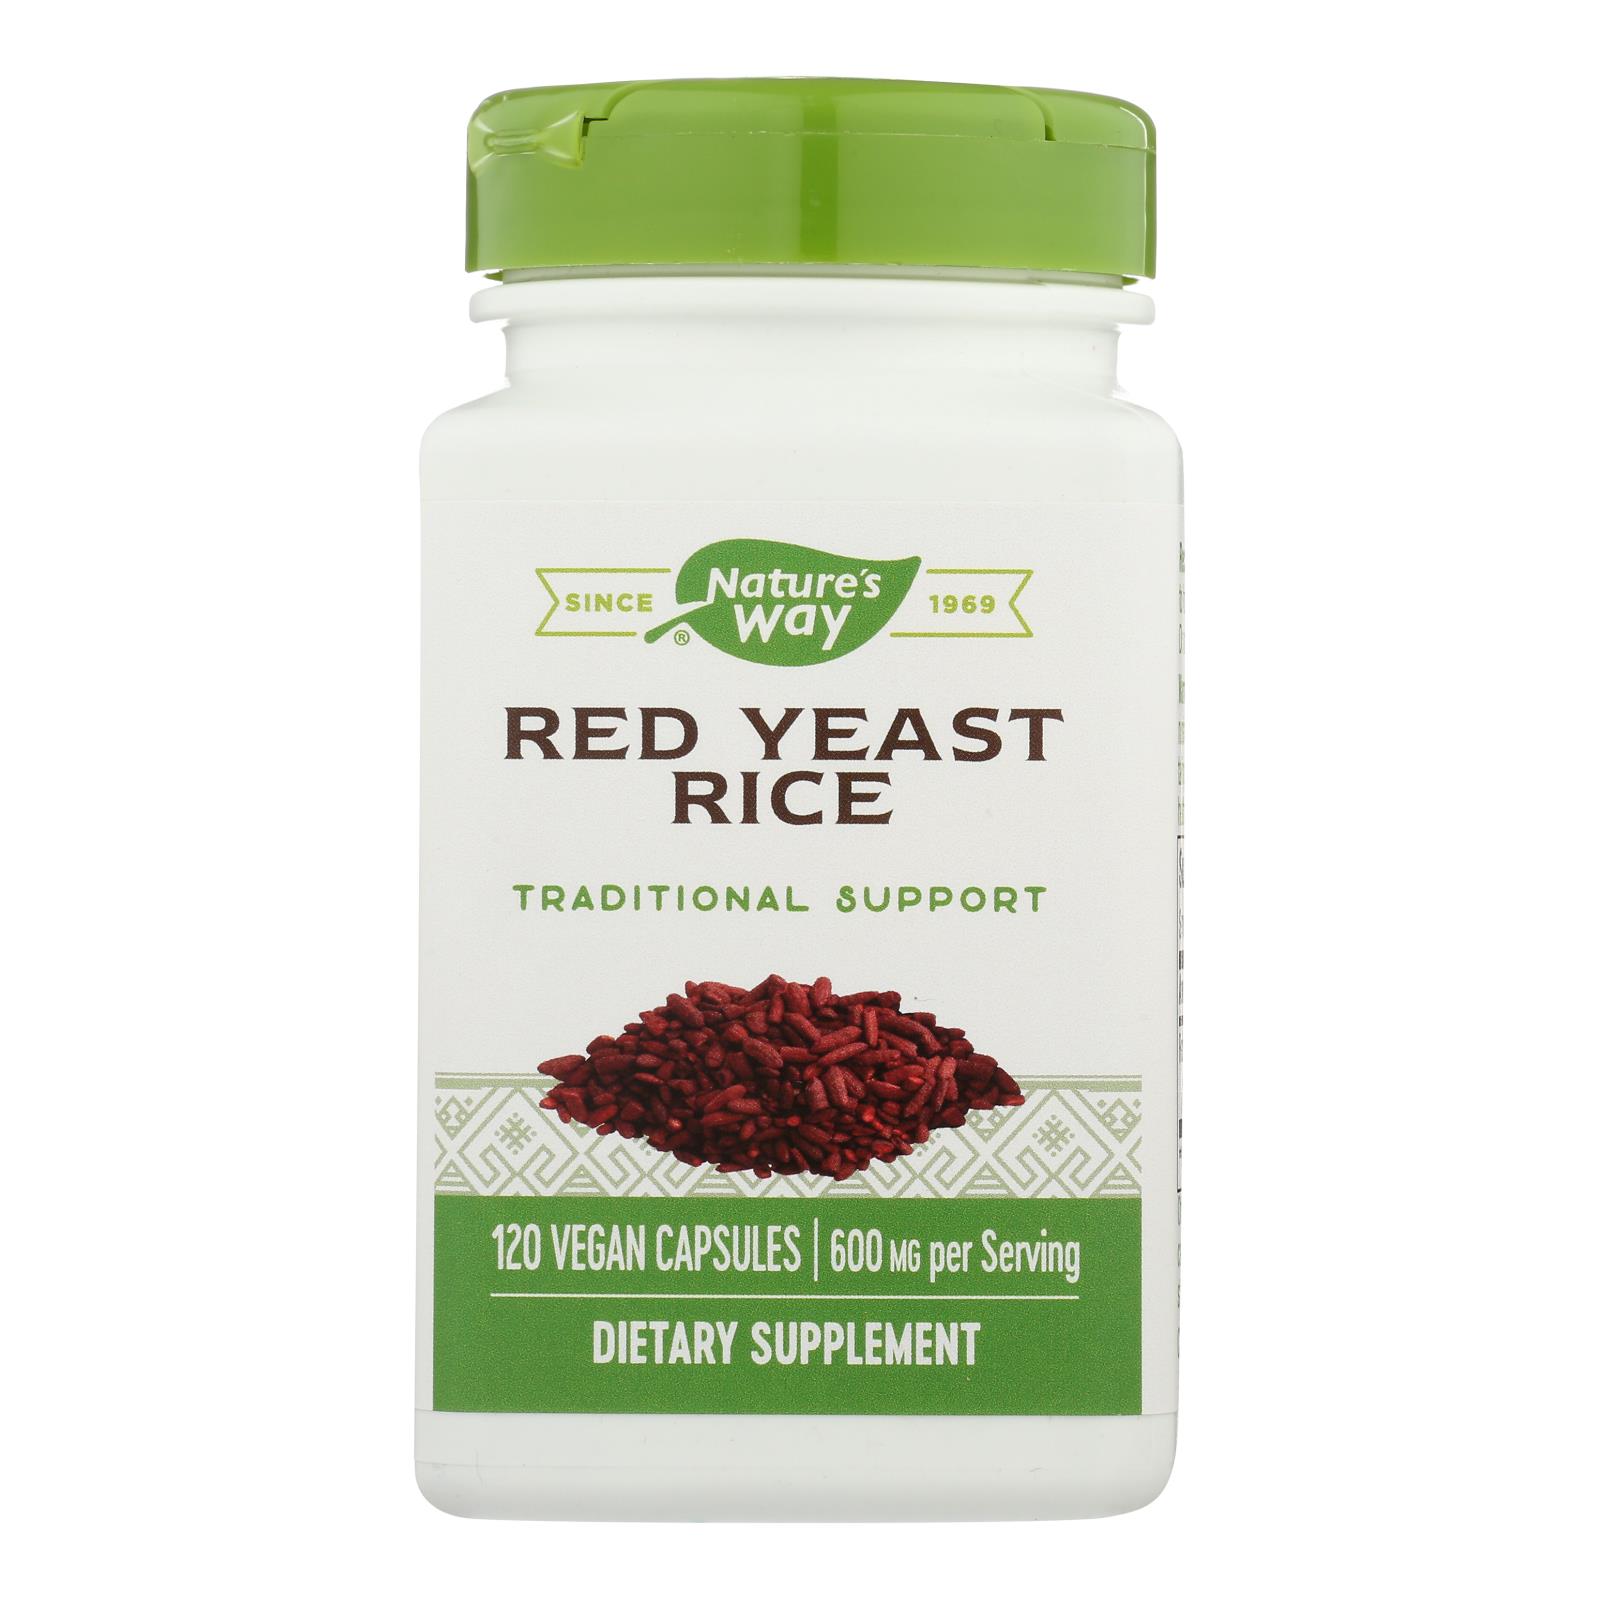 SINCE Nature's Way® 1969
RED YEAST
RICE
TRADITIONAL SUPPORT
120 VEGAN CAPSULES | 600 MG per Serving
DIETARY SUPPLEMENT